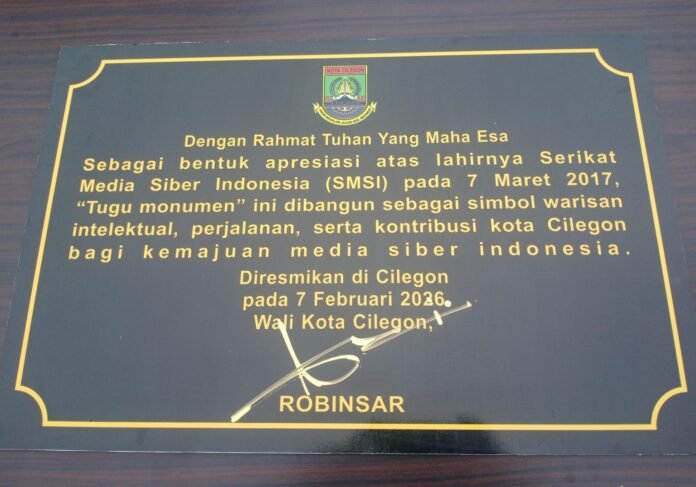 KOTA CILEGON
Dengan Rahmat Tuhan Yang Maha Esa
Sebagai bentuk apresiasi atas lahirnya Serikat
Media Siber Indonesia (SMSI) pada 7 Maret 2017,
“Tugu monumen” ini dibangun sebagai simbol warisan
intelektual, perjalanan, serta kontribusi kota Cilegon
bagi kemajuan media siber indonesia.
Diresmikan di Cilegon
pada 7 Februari 2026.
Wali Kota Cilegon,
ROBINSAR